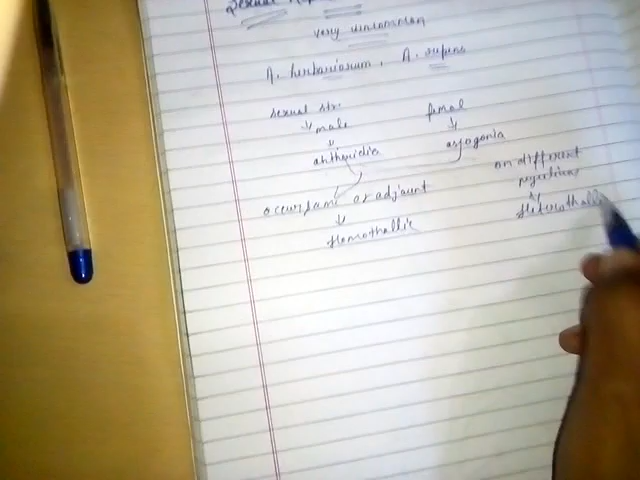 Sexual
very uncommon
A. herbariorum, A. repens
sexual str. female
male
antheridia ascogonia
on different
mycelium
occur same or adjacent
Heterothallic
Homothallic